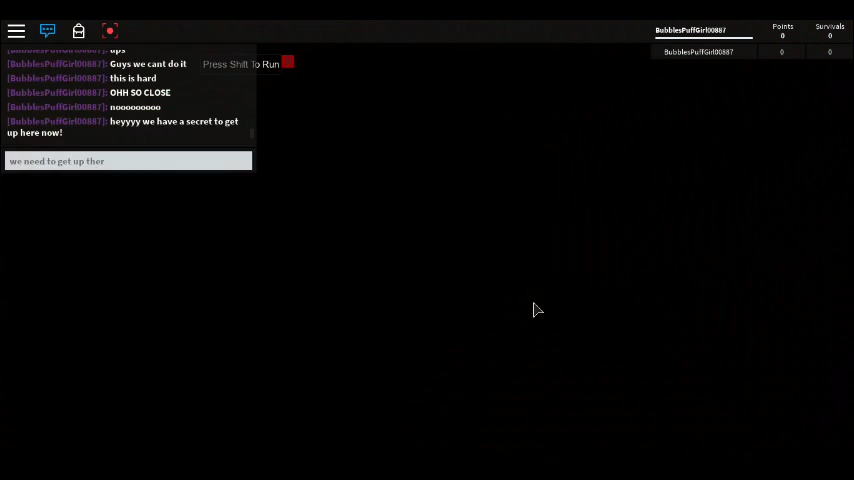 BubblesPuffGirl00887 Points Survivals
0 0
BubblesPuffGirl00887 0 0
[BubblesPuffGirl00887]: ups
[BubblesPuffGirl00887]: Guys we cant do it
Press Shift To Run
[BubblesPuffGirl00887]: this is hard
[BubblesPuffGirl00887]: OHH SO CLOSE
[BubblesPuffGirl00887]: nooooooooo
[BubblesPuffGirl00887]: heyyyy we have a secret to get
up here now!
we need to get up ther